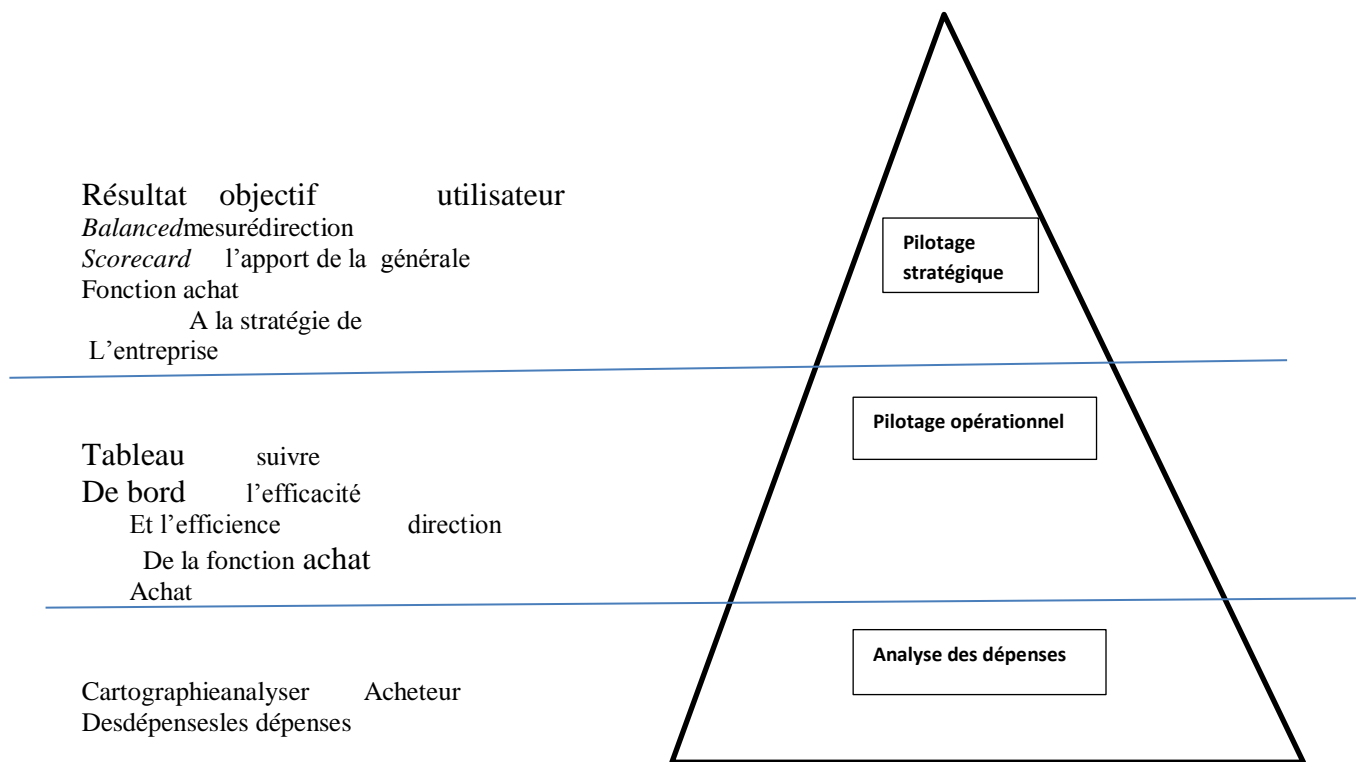 Résultat objectif utilisateur
Balancedmesurédirection
Scorecard l’apport de la générale
Fonction achat
A la stratégie de
L’entreprise
Pilotage
stratégique
Tableau suivre
De bord l’efficacité
Et l’efficience direction
De la fonction achat
Achat
Pilotage opérationnel
Cartographieanalyser Acheteur
Desdépensesles dépenses
Analyse des dépenses